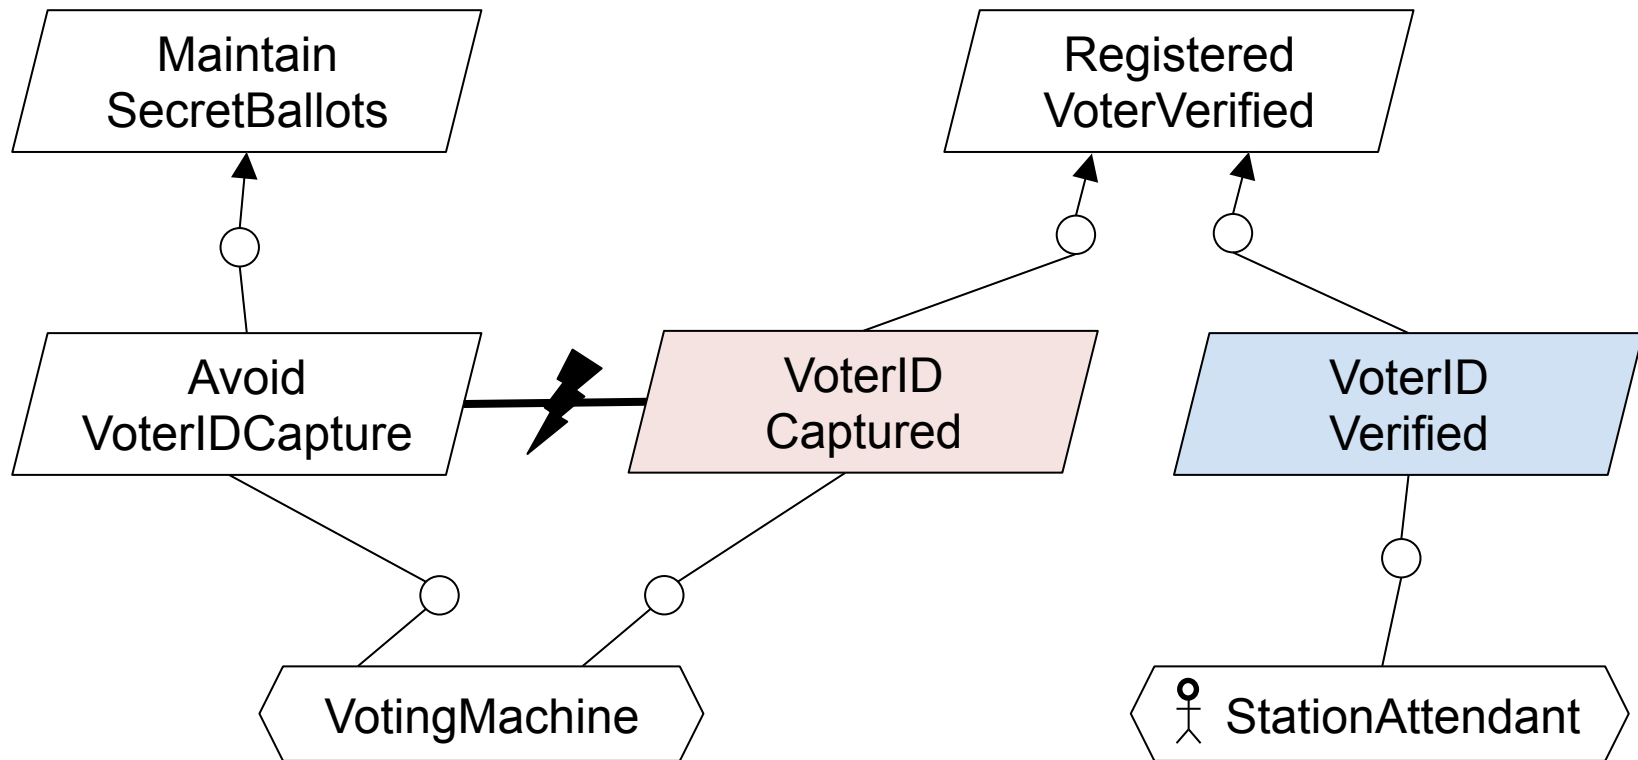 Maintain
SecretBallots
Registered
VoterVerified
Avoid
VoterIDCapture
VoterID
Captured
VoterID
Verified
VotingMachine
StationAttendant